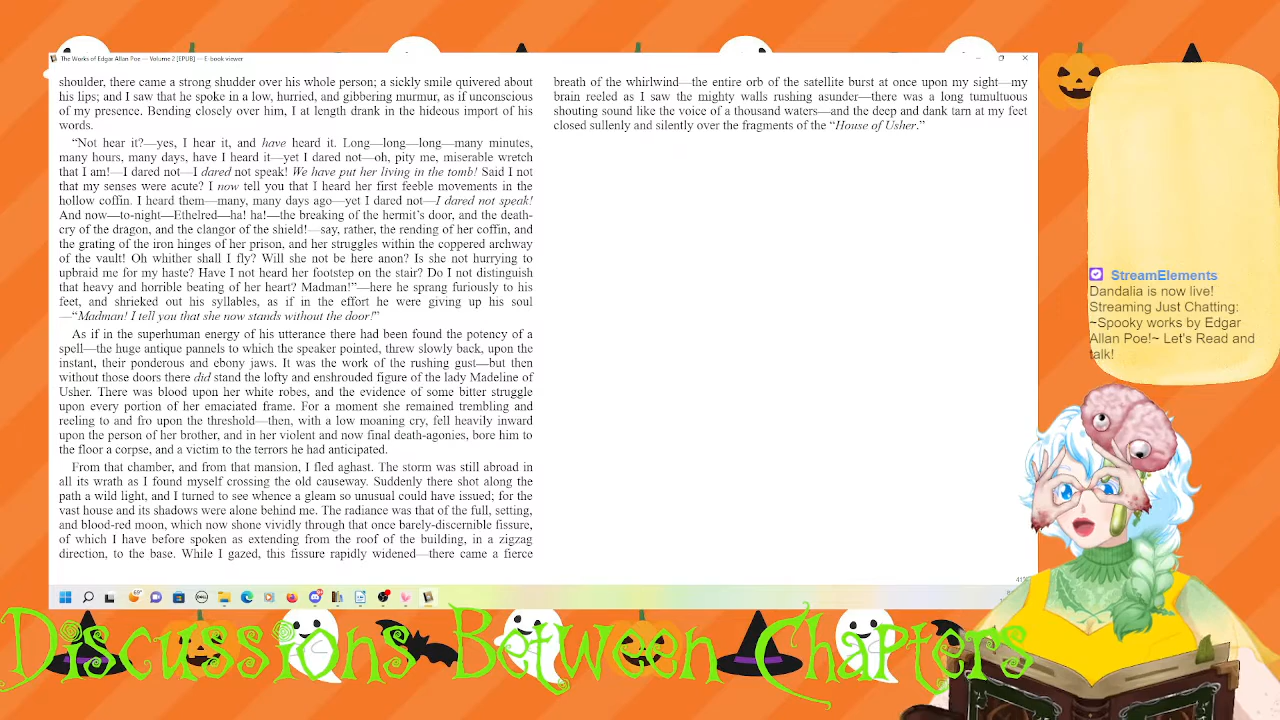 The Works of Edgar Allan Poe — Volume 2 [EPUB] — E-book viewer
shoulder, there came a strong shudder over his whole person; a sickly smile quivered about
his lips; and I saw that he spoke in a low, hurried, and gibbering murmur, as if unconscious
of my presence. Bending closely over him, I at length drank in the hideous import of his
words.
“Not hear it?—yes, I hear it, and have heard it. Long—long—long—many minutes,
many hours, many days, have I heard it—yet I dared not—oh, pity me, miserable wretch
that I am!—I dared not—I dared not speak! We have put her living in the tomb! Said I not
that my senses were acute? I now tell you that I heard her first feeble movements in the
hollow coffin. I heard them—many, many days ago—yet I dared not—I dared not speak!
And now—to-night—Ethelred—ha! ha!—the breaking of the hermit’s door, and the death-
cry of the dragon, and the clangor of the shield!—say, rather, the rending of her coffin, and
the grating of the iron hinges of her prison, and her struggles within the coppered archway
of the vault! Oh whither shall I fly? Will she not be here anon? Is she not hurrying to
upbraid me for my haste? Have I not heard her footstep on the stair? Do I not distinguish
that heavy and horrible beating of her heart? Madman!”—here he sprang furiously to his
feet, and shrieked out his syllables, as if in the effort he were giving up his soul
—“Madman! I tell you that she now stands without the door!”
As if in the superhuman energy of his utterance there had been found the potency of a
spell—the huge antique pannels to which the speaker pointed, threw slowly back, upon the
instant, their ponderous and ebony jaws. It was the work of the rushing gust—but then
without those doors there did stand the lofty and enshrouded figure of the lady Madeline of
Usher. There was blood upon her white robes, and the evidence of some bitter struggle
upon every portion of her emaciated frame. For a moment she remained trembling and
reeling to and fro upon the threshold—then, with a low moaning cry, fell heavily inward
upon the person of her brother, and in her violent and now final death-agonies, bore him to
the floor a corpse, and a victim to the terrors he had anticipated.
From that chamber, and from that mansion, I fled aghast. The storm was still abroad in
all its wrath as I found myself crossing the old causeway. Suddenly there shot along the
path a wild light, and I turned to see whence a gleam so unusual could have issued; for the
vast house and its shadows were alone behind me. The radiance was that of the full, setting,
and blood-red moon, which now shone vividly through that once barely-discernible fissure,
of which I have before spoken as extending from the roof of the building, in a zigzag
direction, to the base. While I gazed, this fissure rapidly widened—there came a fierce
breath of the whirlwind—the entire orb of the satellite burst at once upon my sight—my
brain reeled as I saw the mighty walls rushing asunder—there was a long tumultuous
shouting sound like the voice of a thousand waters—and the deep and dank tarn at my feet
closed sullenly and silently over the fragments of the “House of Usher.”
StreamElements
Dandalia is now live!
Streaming Just Chatting:
~Spooky works by Edgar
Allan Poe!~ Let's Read and
talk!
Discussions Between Chapters